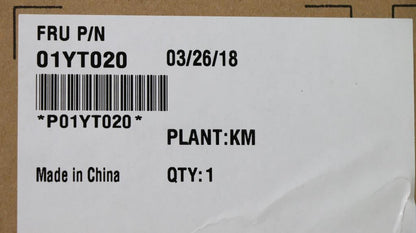 FRU P/N
01YT020 03/26/18
*P01YT020*
PLANT:KM
Made in China QTY:1